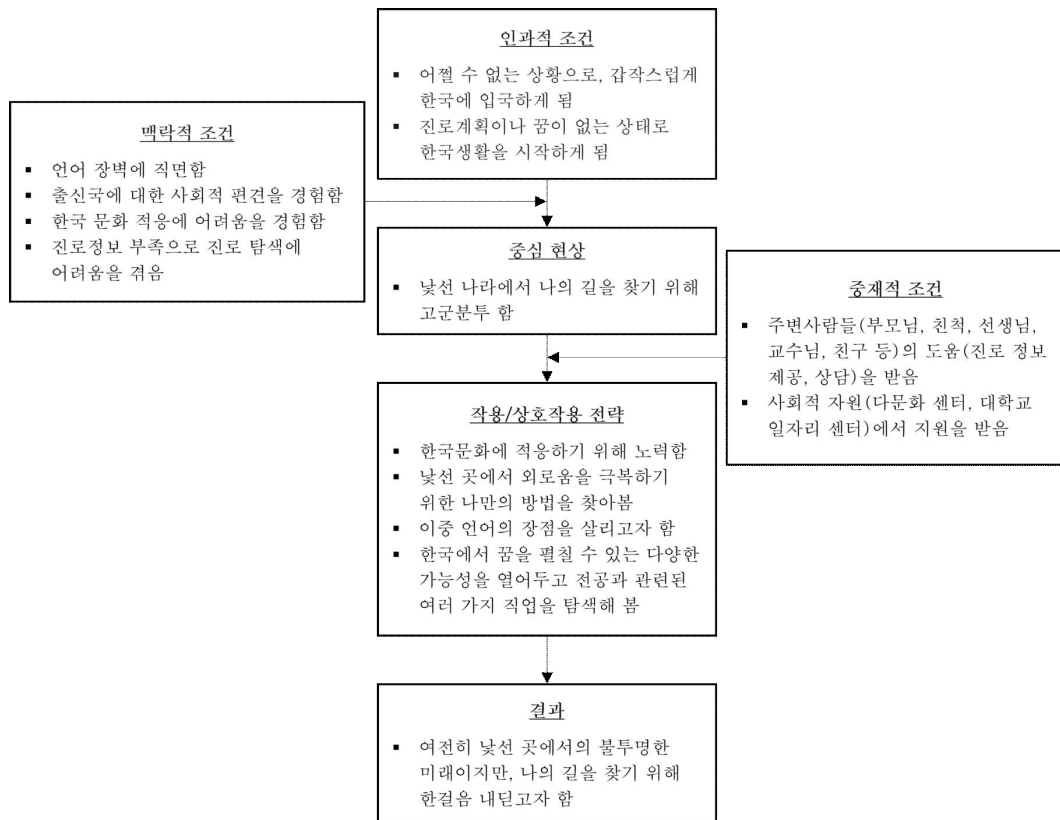 인과적 조건
▪ 어쩔 수 없는 상황으로, 갑작스럽게
한국에 입국하게 됨
▪ 진로계획이나 꿈이 없는 상태로
한국생활을 시작하게 됨
맥락적 조건
▪ 언어 장벽에 직면함
▪ 출신국에 대한 사회적 편견을 경험함
▪ 한국 문화 적응에 어려움을 경험함
▪ 진로정보 부족으로 진로 탐색에
어려움을 겪음
중심 현상
▪ 낯선 나라에서 나의 길을 찾기 위해
고군분투 함
중재적 조건
▪ 주변사람들(부모님, 친척, 선생님,
교수님, 친구 등)의 도움(진로 정보
제공, 상담)을 받음
▪ 사회적 자원(다문화 센터, 대학교
일자리 센터)에서 지원을 받음
작용/상호작용 전략
▪ 한국문화에 적응하기 위해 노력함
▪ 낯선 곳에서 외로움을 극복하기
위한 나만의 방법을 찾아봄
▪ 이중 언어의 장점을 살리고자 함
▪ 한국에서 꿈을 펼칠 수 있는 다양한
가능성을 열어두고 전공과 관련된
여러 가지 직업을 탐색해 봄
결과
▪ 여전히 낯선 곳에서의 불투명한
미래이지만, 나의 길을 찾기 위해
한걸음 내딛고자 함